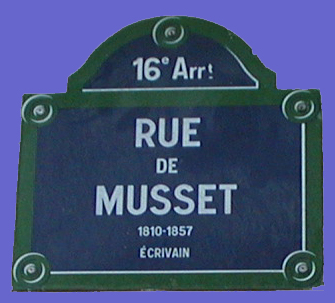 16e Arrt
RUE
DE
MUSSET
1810-1857
ÉCRIVAIN